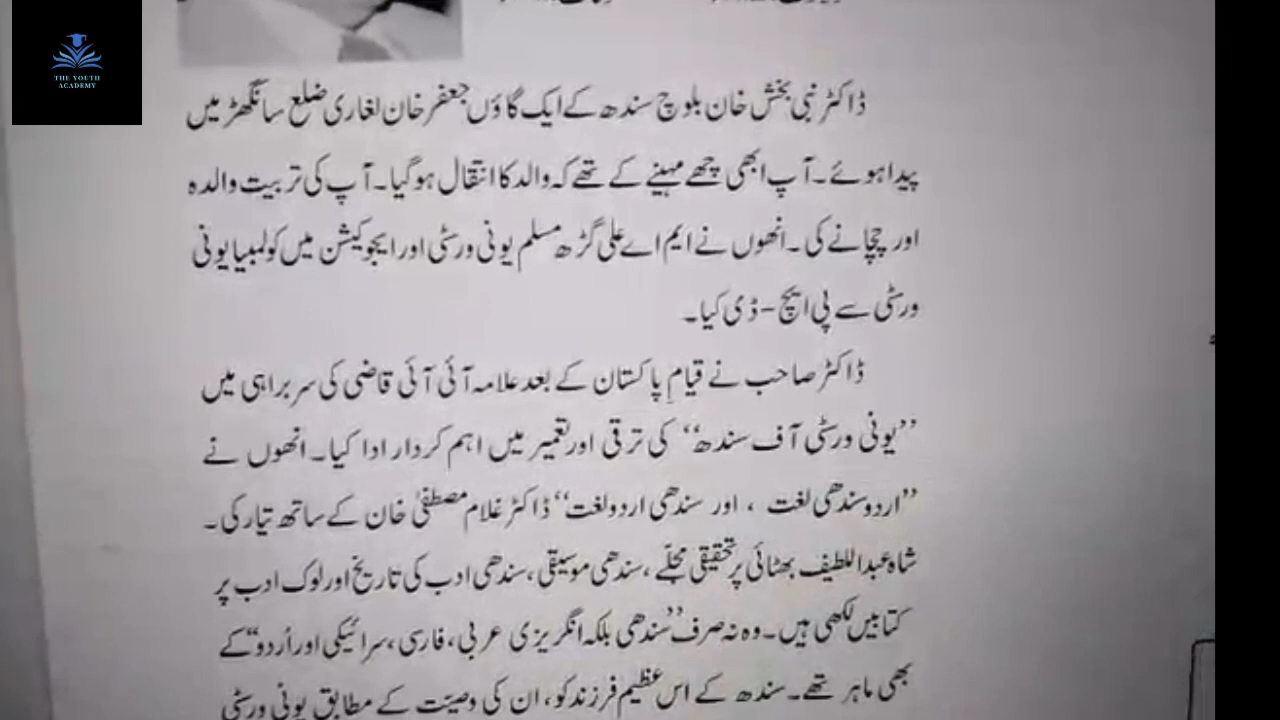 THE YOUTH
ACADEMY
ڈاکٹر نبی بخش خان بلوچ سندھ کے ایک گاؤں جعفر خان لغاری ضلع سانگھڑ میں
پیدا ہوئے۔ آپ ابھی چھے مہینے کے تھے کہ والد کا انتقال ہو گیا۔ آپ کی تربیت والدہ
اور چچا نے کی۔ انھوں نے ایم اے علی گڑھ مسلم یونی ورسٹی اور ایجوکیشن میں کولمبیا یونی
ورسٹی سے پی ایچ - ڈی کیا۔
ڈاکٹر صاحب نے قیامِ پاکستان کے بعد علامہ آئی آئی قاضی کی سربراہی میں
”یونی ورسٹی آف سندھ“ کی ترقی اور تعمیر میں اہم کردار ادا کیا۔ انھوں نے
”اردو سندھی لغت ، اور سندھی اردو لغت“ ڈاکٹر غلام مصطفیٰ خان کے ساتھ تیار کی۔
شاہ عبداللطیف بھٹائی پر تحقیقی مجلّے، سندھی موسیقی، سندھی ادب کی تاریخ اور لوک ادب پر
کتابیں لکھی ہیں۔ وہ نہ صرف ”سندھی بلکہ انگریزی عربی، فارسی، سرائیکی اور اُردو“ کے
بھی ماہر تھے۔ سندھ کے اس عظیم فرزند کو، ان کی وصیت کے مطابق یونی ورسٹی